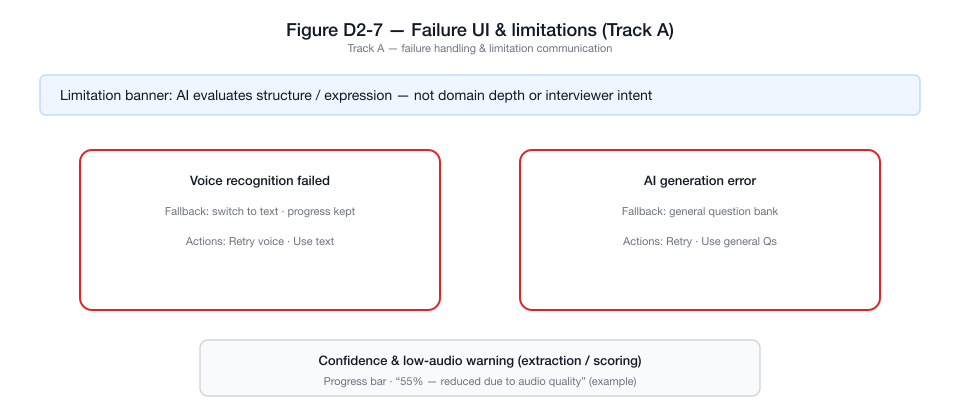 Figure D2-7 — Failure UI & limitations (Track A)
Track A — failure handling & limitation communication
Limitation banner: AI evaluates structure / expression — not domain depth or interviewer intent
Voice recognition failed
Fallback: switch to text · progress kept
Actions: Retry voice · Use text
AI generation error
Fallback: general question bank
Actions: Retry · Use general Qs
Confidence & low-audio warning (extraction / scoring)
Progress bar · “55% — reduced due to audio quality” (example)